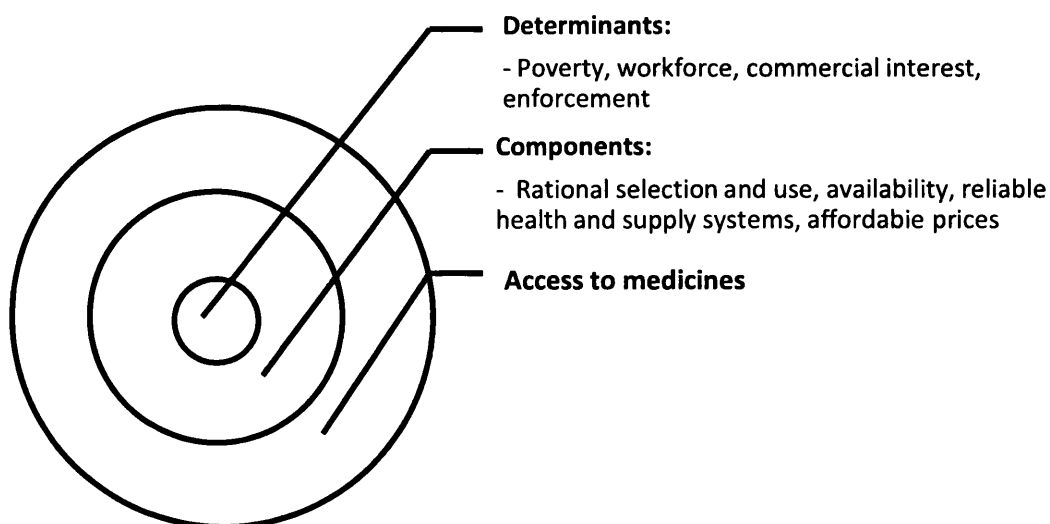 Determinants:
- Poverty, workforce, commercial interest,
enforcement
Components:
- Rational selection and use, availability, reliable
health and supply systems, affordabie prices
Access to medicines